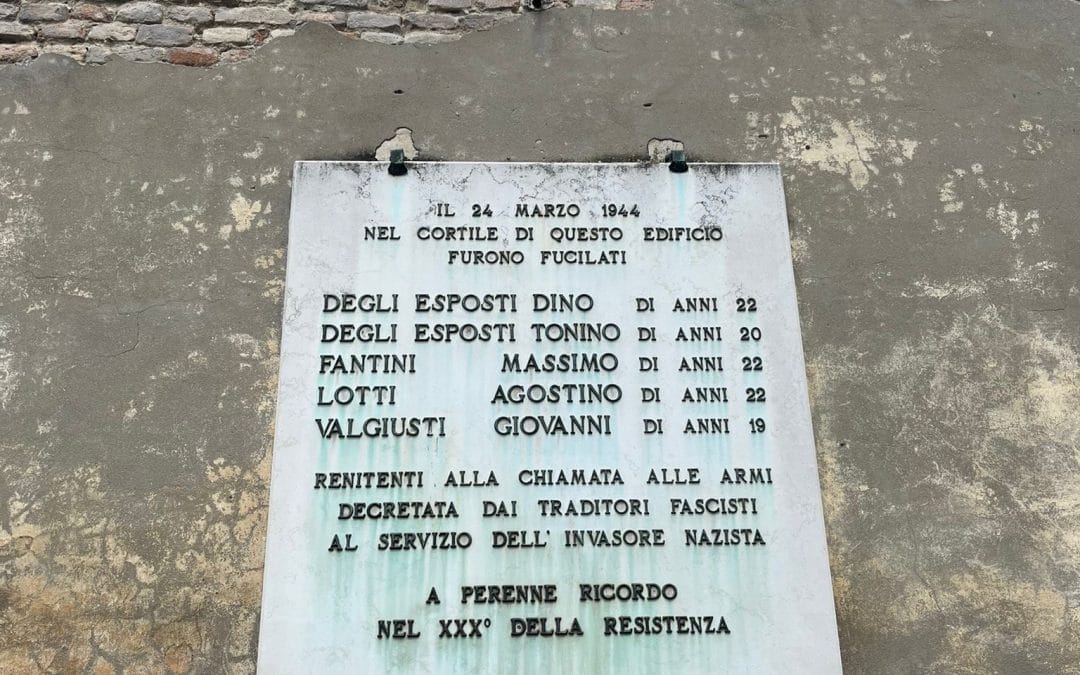 IL 24 MARZO 1944
NEL CORTILE DI QUESTO EDIFICIO
FURONO FUCILATI
DEGLI ESPOSTI DINO DI ANNI 22
DEGLI ESPOSTI TONINO DI ANNI 20
FANTINI MASSIMO DI ANNI 22
LOTTI AGOSTINO DI ANNI 22
VALGIUSTI GIOVANNI DI ANNI 19
RENITENTI ALLA CHIAMATA ALLE ARMI
DECRETATA DAI TRADITORI FASCISTI
AL SERVIZIO DELL' INVASORE NAZISTA
A PERENNE RICORDO
NEL XXX° DELLA RESISTENZA